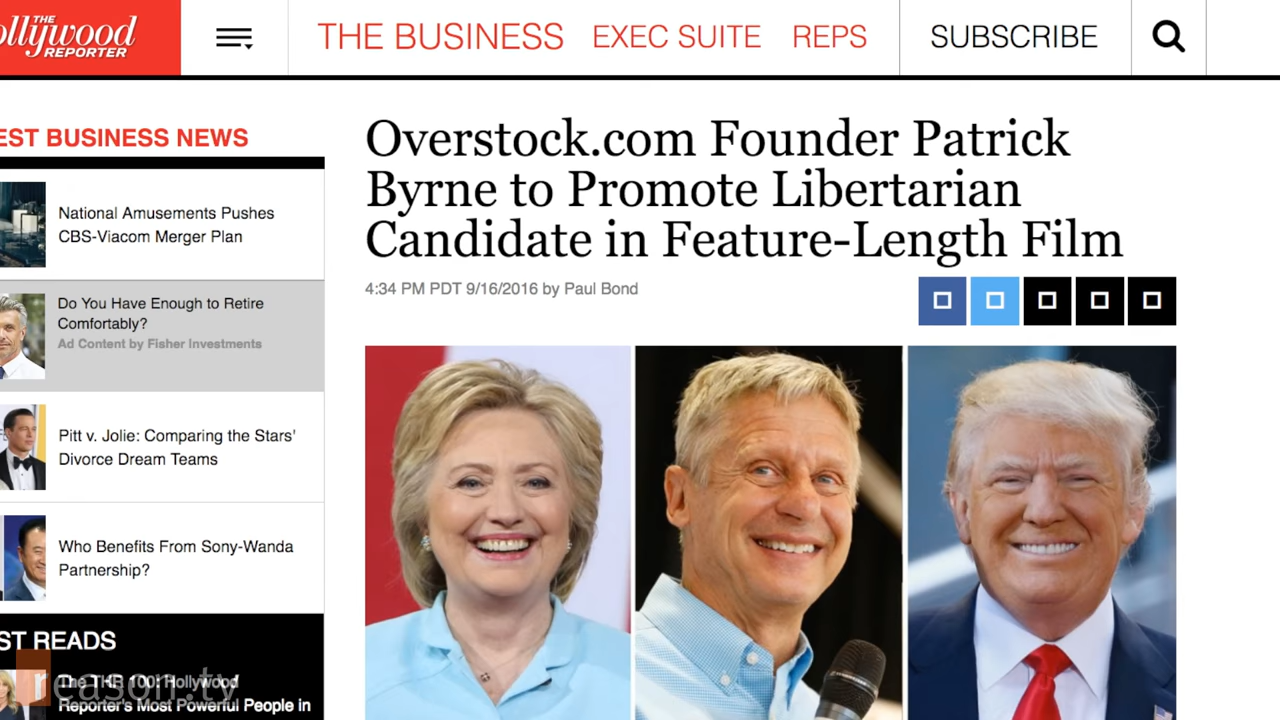 THE
ollywood
REPORTER
THE BUSINESS
EXEC SUITE
REPS
SUBSCRIBE
EST BUSINESS NEWS
National Amusements Pushes
CBS-Viacom Merger Plan
Do You Have Enough to Retire
Comfortably?
Ad Content by Fisher Investments
Pitt v. Jolie: Comparing the Stars'
Divorce Dream Teams
Who Benefits From Sony-Wanda
Partnership?
ST READS
The THR 100: Hollywood
Reporter's Most Powerful People in
reason.tv
Overstock.com Founder Patrick
Byrne to Promote Libertarian
Candidate in Feature-Length Film
4:34 PM PDT 9/16/2016 by Paul Bond